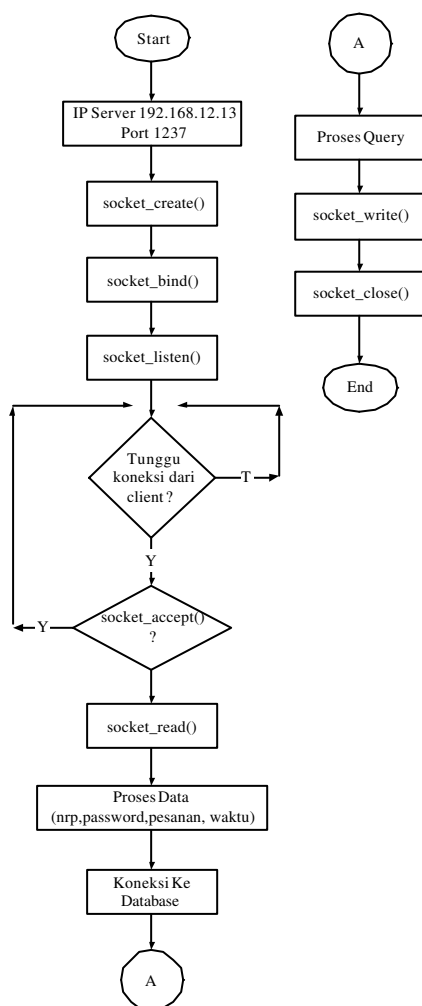 Start
IP Server 192.168.12.13
Port 1237
socket_create()
socket_bind()
socket_listen()
Tunggu
koneksi dari
client ?
T
Y
socket_accept()
?
Y
socket_read()
Proses Data
(nrp,password,pesanan, waktu)
Koneksi Ke
Database
A
A
Proses Query
socket_write()
socket_close()
End